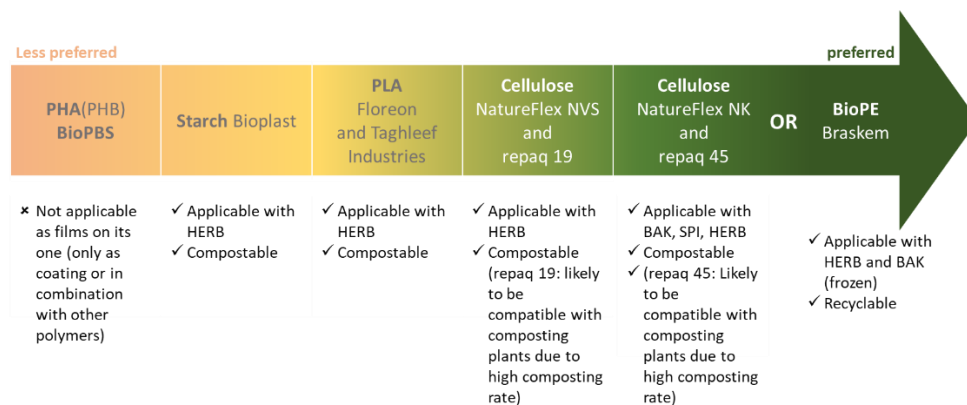 Less preferred
preferred
PHA(PHB)
BioPBS
Starch Bioplast
PLA
Floreon
and Taghleef
Industries
Cellulose
NatureFlex NVS
and
repaq 19
Cellulose
NatureFlex NK
and
repaq 45
OR
BioPE
Braskem
× Not applicable
as films on its
one (only as
coating or in
combination
with other
polymers)
✓ Applicable with
HERB
✓ Compostable
✓ Applicable with
HERB
✓ Compostable
✓ Applicable with
HERB
✓ Compostable
(repaq 19: likely
to be
compatible with
composting
plants due to
high composting
rate)
✓ Applicable with
BAK, SPI, HERB
✓ Compostable
✓ (repaq 45: Likely
to be
compatible with
composting
plants due to
high composting
rate)
✓ Applicable with
HERB and BAK
(frozen)
✓ Recyclable